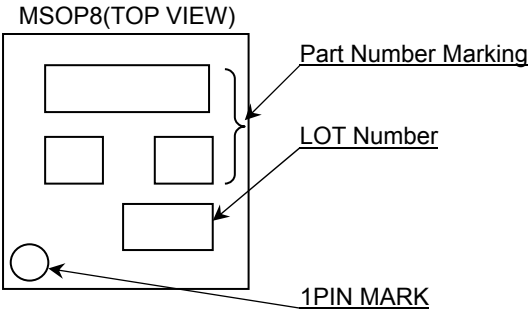 MSOP8(TOP VIEW)
Part Number Marking
LOT Number
1PIN MARK